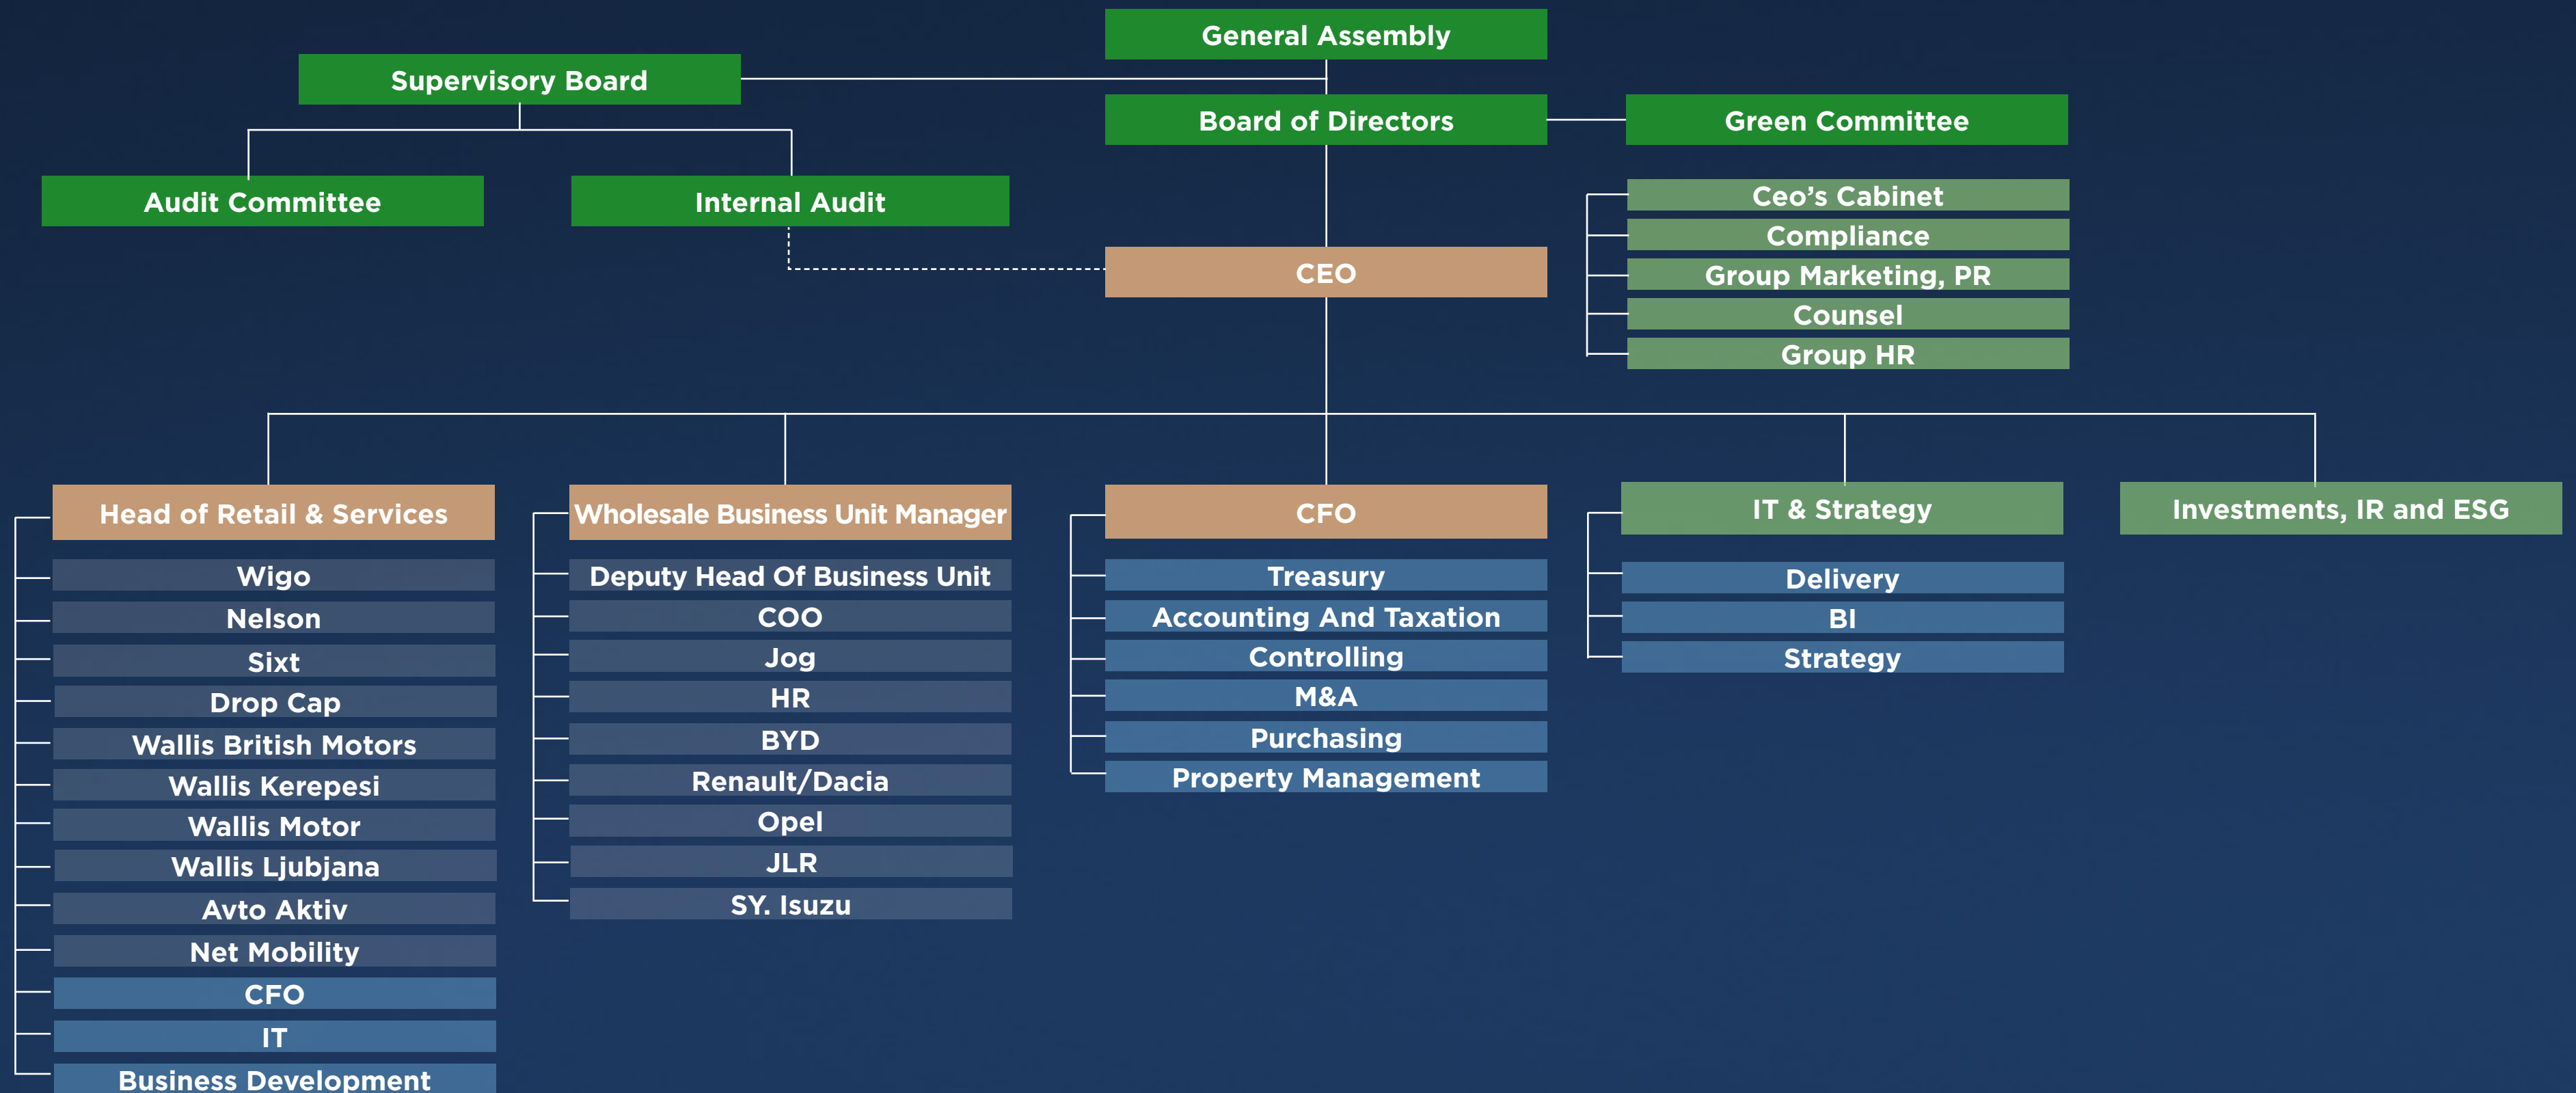 General Assembly
Supervisory Board
Board of Directors
Green Committee
Audit Committee
Internal Audit
CEO
Ceo’s Cabinet
Compliance
Group Marketing, PR
Counsel
Group HR
Head of Retail & Services
Wigo
Nelson
Sixt
Drop Cap
Wallis British Motors
Wallis Kerepesi
Wallis Motor
Wallis Ljubjana
Avto Aktiv
Net Mobility
CFO
IT
Business Development
Wholesale Business Unit Manager
Deputy Head Of Business Unit
COO
Jog
HR
BYD
Renault/Dacia
Opel
JLR
SY. Isuzu
CFO
Treasury
Accounting And Taxation
Controlling
M&A
Purchasing
Property Management
IT & Strategy
Delivery
BI
Strategy
Investments, IR and ESG